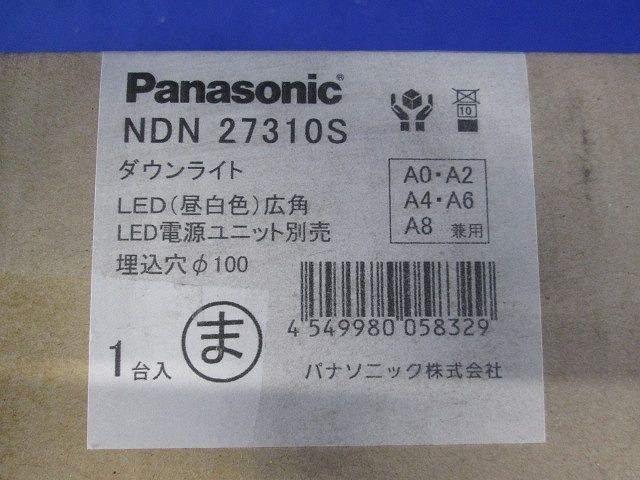 Panasonic®
NDN 27310S
10
ダウンライト
LED(昼白色)広角
LED電源ユニット別売
埋込穴φ100
A0・A2
A4・A6
A8 兼用
4 549980 058329
1台入
ま
パナソニック株式会社